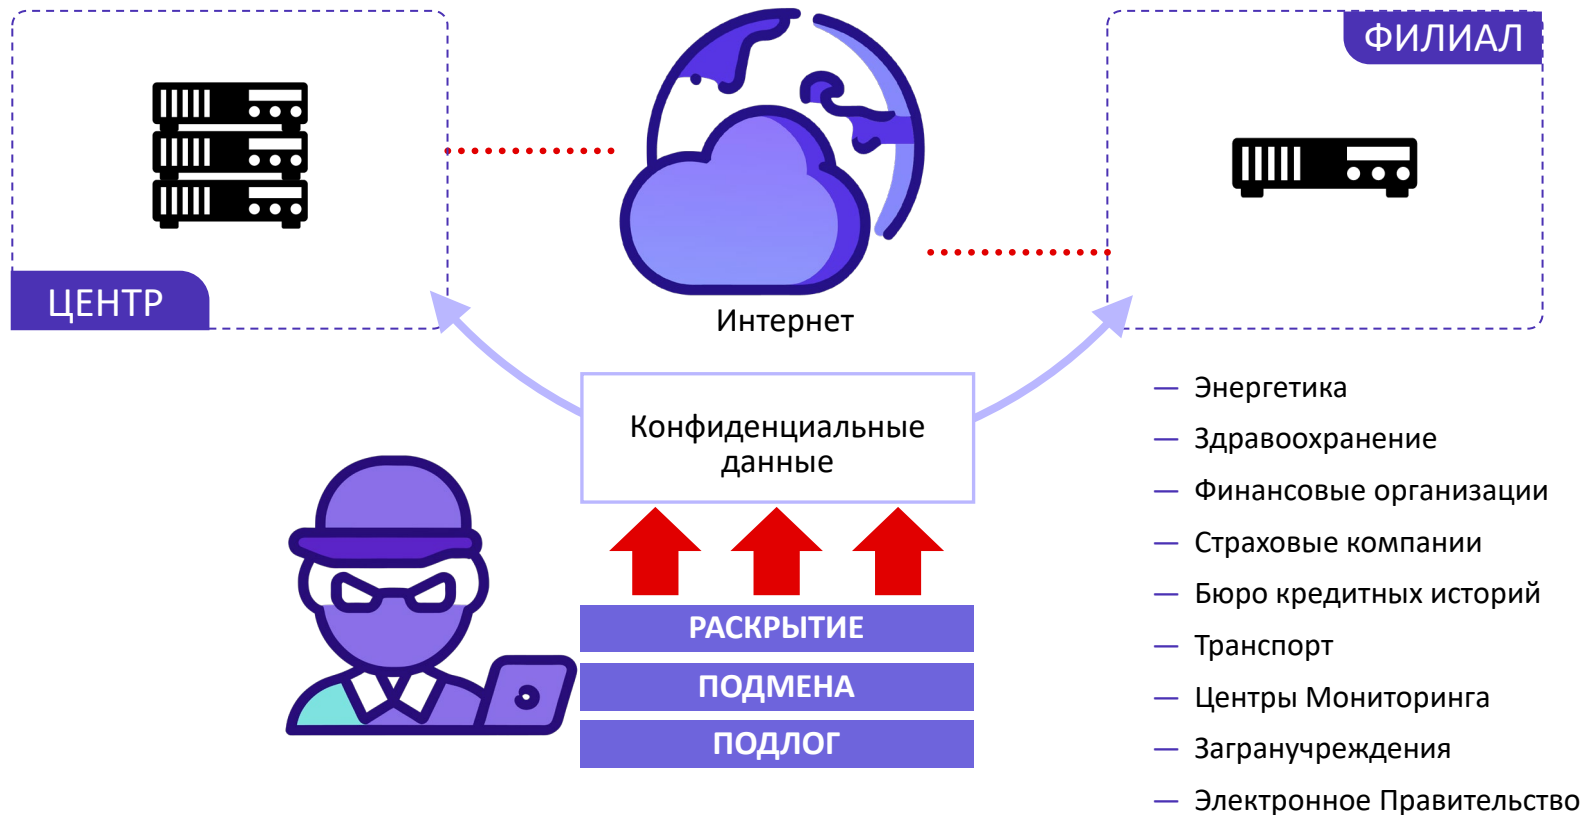 ФИЛИАЛ
ЦЕНТР
Интернет
Конфиденциальные
данные
РАСКРЫТИЕ
ПОДМЕНА
ПОДЛОГ
— Энергетика
— Здравоохранение
— Финансовые организации
— Страховые компании
— Бюро кредитных историй
— Транспорт
— Центры Мониторинга
— Загранучреждения
— Электронное Правительство